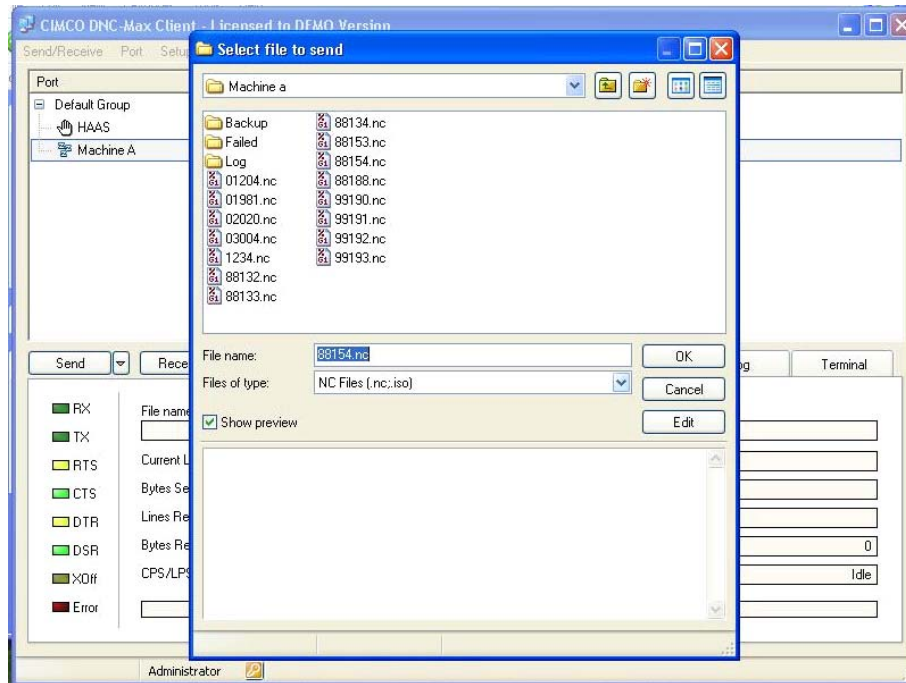 CIMCO DNC-Max Client - Licensed to DEMO Version
Send/Receive Port Setu
Select file to send
Port
Default Group
HAAS
Machine A
Machine a
Backup
Failed
Log
01204.nc
01981.nc
02020.nc
03004.nc
1234.nc
88132.nc
88133.nc
88134.nc
88153.nc
88154.nc
88188.nc
99190.nc
99191.nc
99192.nc
99193.nc
File name: 88154.nc OK
Files of type: NC Files (.nc;.iso) Cancel
Show preview Edit
Send Rece og Terminal
RX File name
TX
RTS Current L
CTS Bytes Se
DTR Lines Re
DSR Bytes Re 0
XOff CPS/LPS Idle
Error
Administrator